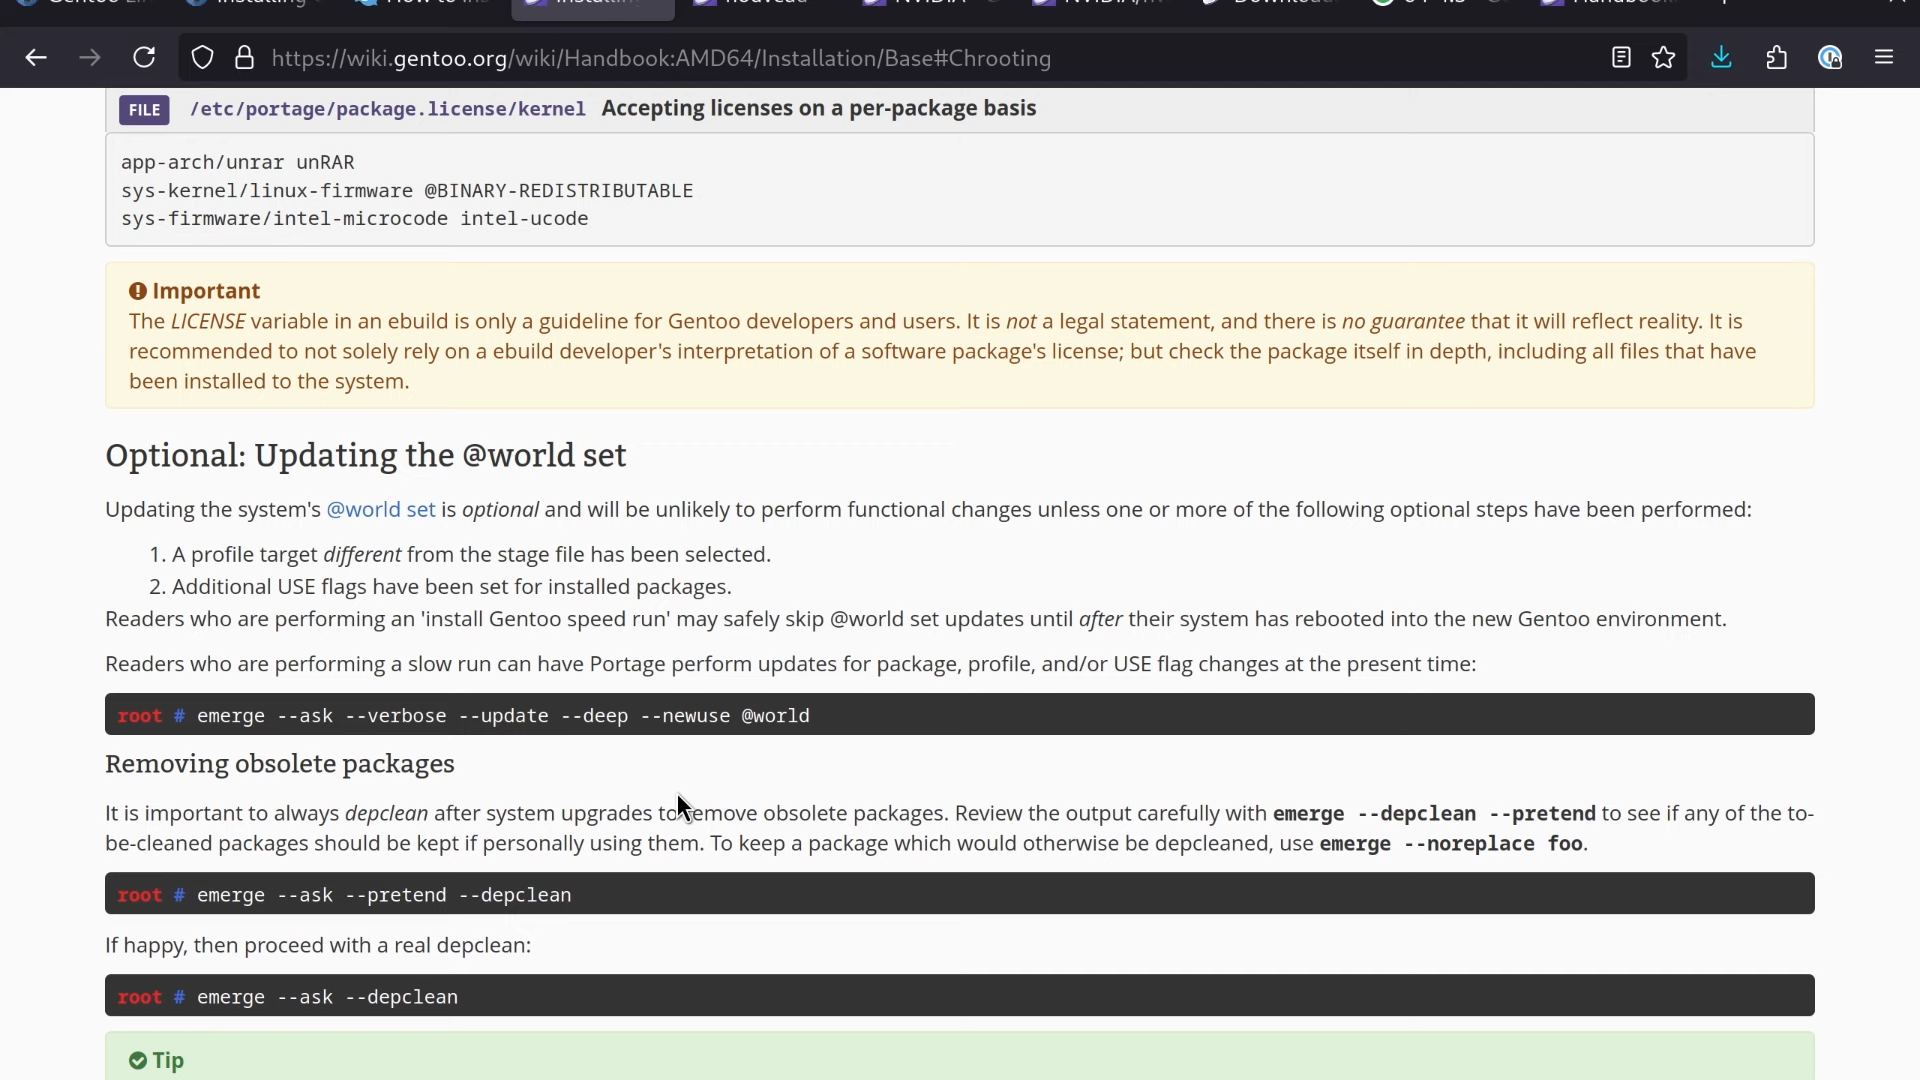 https://wiki.gentoo.org/wiki/Handbook:AMD64/Installation/Base#Chrooting
FILE /etc/portage/package.license/kernel Accepting licenses on a per-package basis
app-arch/unrar unRAR
sys-kernel/linux-firmware @BINARY-REDISTRIBUTABLE
sys-firmware/intel-microcode intel-ucode
Important
The LICENSE variable in an ebuild is only a guideline for Gentoo developers and users. It is not a legal statement, and there is no guarantee that it will reflect reality. It is
recommended to not solely rely on a ebuild developer's interpretation of a software package's license; but check the package itself in depth, including all files that have
been installed to the system.
Optional: Updating the @world set
Updating the system's @world set is optional and will be unlikely to perform functional changes unless one or more of the following optional steps have been performed:
1. A profile target different from the stage file has been selected.
2. Additional USE flags have been set for installed packages.
Readers who are performing an 'install Gentoo speed run' may safely skip @world set updates until after their system has rebooted into the new Gentoo environment.
Readers who are performing a slow run can have Portage perform updates for package, profile, and/or USE flag changes at the present time:
root # emerge --ask --verbose --update --deep --newuse @world
Removing obsolete packages
It is important to always depclean after system upgrades to remove obsolete packages. Review the output carefully with emerge --depclean --pretend to see if any of the to-
be-cleaned packages should be kept if personally using them. To keep a package which would otherwise be depcleaned, use emerge --noreplace foo.
root # emerge --ask --pretend --depclean
If happy, then proceed with a real depclean:
root # emerge --ask --depclean
Tip